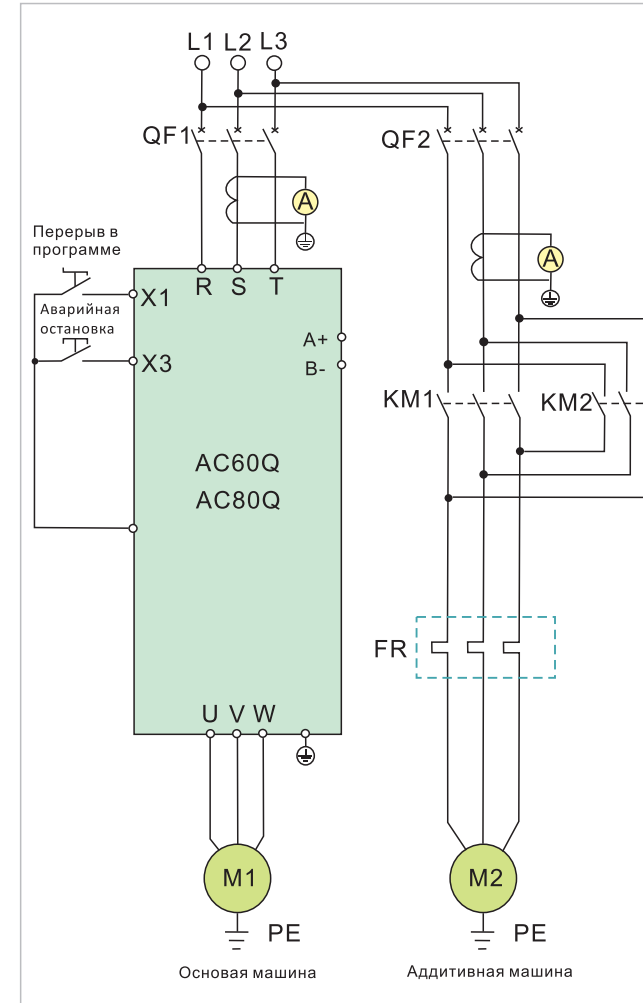 L1 L2 L3
QF1
QF2
A
A
Перерыв в
программе
R S T
X1
Аварийная
остановка
A+
X3
B-
KM1
KM2
AC60Q
AC80Q
FR
U V W
M1
M2
PE
PE
Основая машина
Аддитивная машина